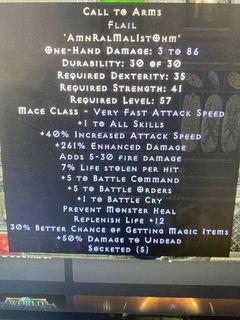 Call to Arms
Flail
'AmnRalMalIstOhm'
One-Hand Damage: 3 to 86
Durability: 30 of 30
Required Dexterity: 35
Required Strength: 41
Required Level: 57
Mace Class - Very Fast Attack Speed
+1 to All Skills
+40% Increased Attack Speed
+261% Enhanced Damage
Adds 5-30 fire damage
7% Life stolen per hit
+5 to Battle Command
+5 to Battle Orders
+1 to Battle Cry
Prevent Monster Heal
Replenish Life +12
30% Better Chance of Getting Magic Items
+50% Damage to Undead
Socketed (5)
World